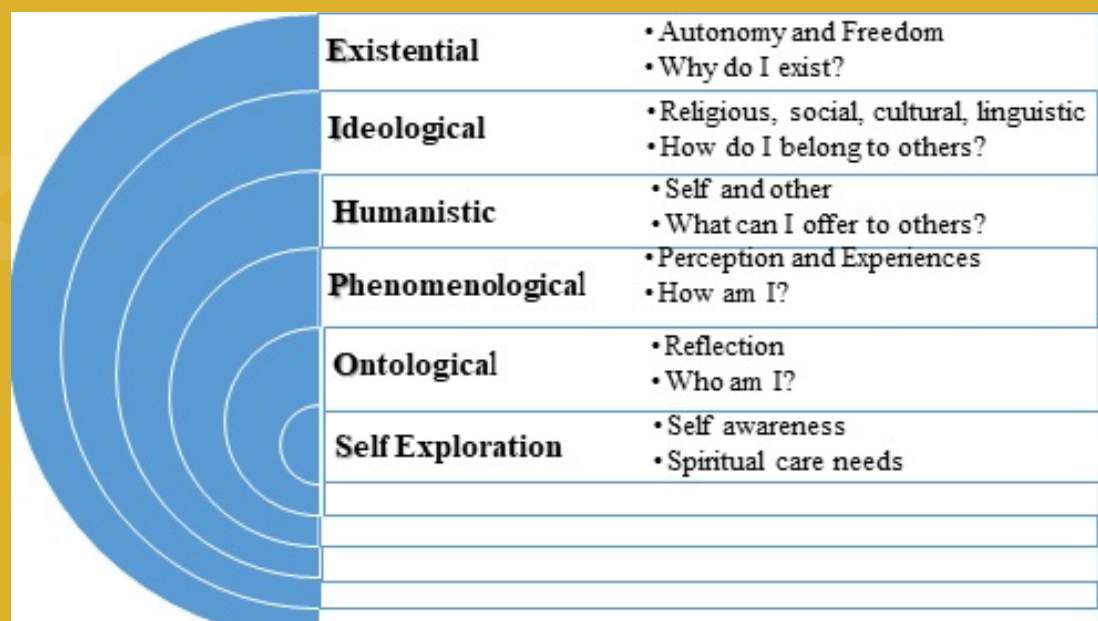 Existential
• Autonomy and Freedom
• Why do I exist?
Ideological
• Religious, social, cultural, linguistic
• How do I belong to others?
Humanistic
• Self and other
• What can I offer to others?
Phenomenological
• Perception and Experiences
• How am I?
Ontological
• Reflection
• Who am I?
Self Exploration
• Self awareness
• Spiritual care needs